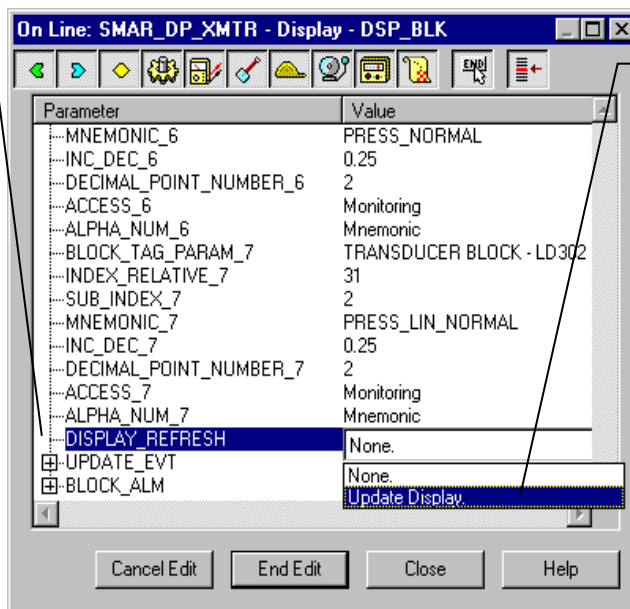 On Line: SMAR_DP_XMTR - Display - DSP_BLK
END
Parameter Value
MNEMONIC_6 PRESS_NORMAL
INC_DEC_6 0.25
DECIMAL_POINT_NUMBER_6 2
ACCESS_6 Monitoring
ALPHA_NUM_6 Mnemonic
BLOCK_TAG_PARAM_7 TRANSDUCER BLOCK - LD302
INDEX_RELATIVE_7 31
SUB_INDEX_7 2
MNEMONIC_7 PRESS_LIN_NORMAL
INC_DEC_7 0.25
DECIMAL_POINT_NUMBER_7 2
ACCESS_7 Monitoring
ALPHA_NUM_7 Mnemonic
DISPLAY_REFRESH None.
UPDATE_EVT None.
BLOCK_ALM Update Display.
Cancel Edit End Edit Close Help